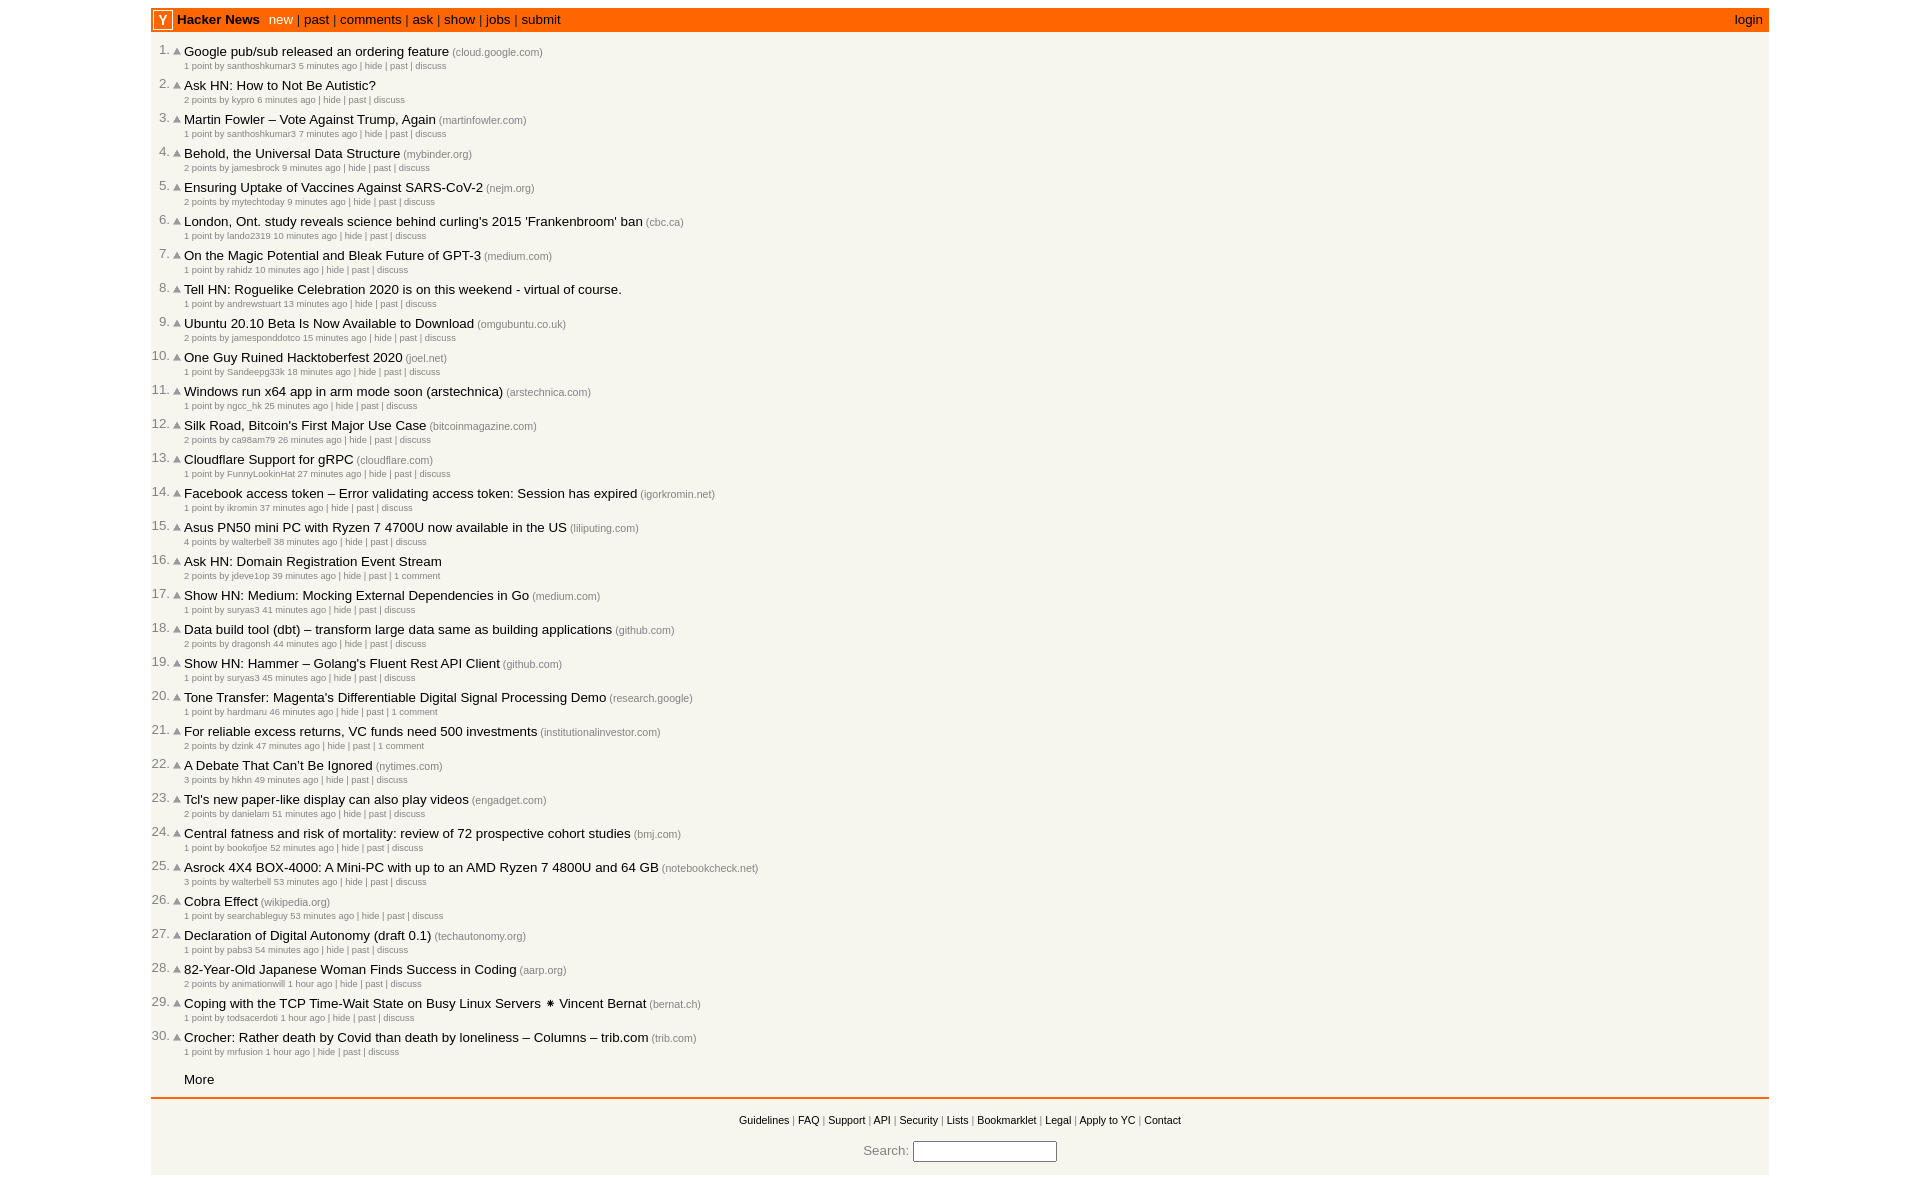 Y Hacker News new | past | comments | ask | show | jobs | submit login
1. Google pub/sub released an ordering feature (cloud.google.com)
1 point by santhoshkumar3 5 minutes ago | hide | past | discuss
2. Ask HN: How to Not Be Autistic?
2 points by kypro 6 minutes ago | hide | past | discuss
3. Martin Fowler – Vote Against Trump, Again (martinfowler.com)
1 point by santhoshkumar3 7 minutes ago | hide | past | discuss
4. Behold, the Universal Data Structure (mybinder.org)
2 points by jamesbrock 9 minutes ago | hide | past | discuss
5. Ensuring Uptake of Vaccines Against SARS-CoV-2 (nejm.org)
2 points by mytechtoday 9 minutes ago | hide | past | discuss
6. London, Ont. study reveals science behind curling's 2015 'Frankenbroom' ban (cbc.ca)
1 point by lando2319 10 minutes ago | hide | past | discuss
7. On the Magic Potential and Bleak Future of GPT-3 (medium.com)
1 point by rahidz 10 minutes ago | hide | past | discuss
8. Tell HN: Roguelike Celebration 2020 is on this weekend - virtual of course.
1 point by andrewstuart 13 minutes ago | hide | past | discuss
9. Ubuntu 20.10 Beta Is Now Available to Download (omgubuntu.co.uk)
2 points by jamesponddotco 15 minutes ago | hide | past | discuss
10. One Guy Ruined Hacktoberfest 2020 (joel.net)
1 point by Sandeepg33k 18 minutes ago | hide | past | discuss
11. Windows run x64 app in arm mode soon (arstechnica) (arstechnica.com)
1 point by ngcc_hk 25 minutes ago | hide | past | discuss
12. Silk Road, Bitcoin's First Major Use Case (bitcoinmagazine.com)
2 points by ca98am79 26 minutes ago | hide | past | discuss
13. Cloudflare Support for gRPC (cloudflare.com)
1 point by FunnyLookinHat 27 minutes ago | hide | past | discuss
14. Facebook access token – Error validating access token: Session has expired (igorkromin.net)
1 point by ikromin 37 minutes ago | hide | past | discuss
15. Asus PN50 mini PC with Ryzen 7 4700U now available in the US (liliputing.com)
4 points by walterbell 38 minutes ago | hide | past | discuss
16. Ask HN: Domain Registration Event Stream
2 points by jdeve1op 39 minutes ago | hide | past | 1 comment
17. Show HN: Medium: Mocking External Dependencies in Go (medium.com)
1 point by suryas3 41 minutes ago | hide | past | discuss
18. Data build tool (dbt) – transform large data same as building applications (github.com)
2 points by dragonsh 44 minutes ago | hide | past | discuss
19. Show HN: Hammer – Golang's Fluent Rest API Client (github.com)
1 point by suryas3 45 minutes ago | hide | past | discuss
20. Tone Transfer: Magenta's Differentiable Digital Signal Processing Demo (research.google)
1 point by hardmaru 46 minutes ago | hide | past | 1 comment
21. For reliable excess returns, VC funds need 500 investments (institutionalinvestor.com)
2 points by dzink 47 minutes ago | hide | past | 1 comment
22. A Debate That Can't Be Ignored (nytimes.com)
3 points by hkhn 49 minutes ago | hide | past | discuss
23. Tcl's new paper-like display can also play videos (engadget.com)
2 points by danielam 51 minutes ago | hide | past | discuss
24. Central fatness and risk of mortality: review of 72 prospective cohort studies (bmj.com)
1 point by bookofjoe 52 minutes ago | hide | past | discuss
25. Asrock 4X4 BOX-4000: A Mini-PC with up to an AMD Ryzen 7 4800U and 64 GB (notebookcheck.net)
3 points by walterbell 53 minutes ago | hide | past | discuss
26. Cobra Effect (wikipedia.org)
1 point by searchableguy 53 minutes ago | hide | past | discuss
27. Declaration of Digital Autonomy (draft 0.1) (techautonomy.org)
1 point by pabs3 54 minutes ago | hide | past | discuss
28. 82-Year-Old Japanese Woman Finds Success in Coding (aarp.org)
2 points by animationwill 1 hour ago | hide | past | discuss
29. Coping with the TCP Time-Wait State on Busy Linux Servers ⁕ Vincent Bernat (bernat.ch)
1 point by todsacerdoti 1 hour ago | hide | past | discuss
30. Crocher: Rather death by Covid than death by loneliness – Columns – trib.com (trib.com)
1 point by mrfusion 1 hour ago | hide | past | discuss
More
Guidelines | FAQ | Support | API | Security | Lists | Bookmarklet | Legal | Apply to YC | Contact
Search: